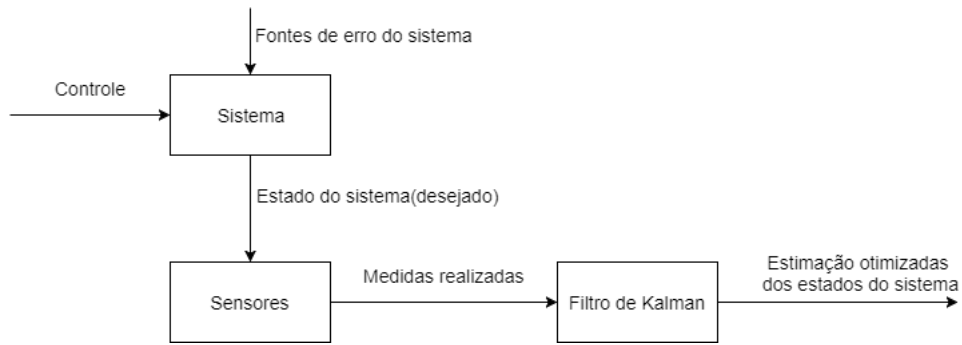 Fontes de erro do sistema
Controle
Sistema
Estado do sistema(desejado)
Medidas realizadas
Estimação otimizadas
dos estados do sistema
Sensores
Filtro de Kalman